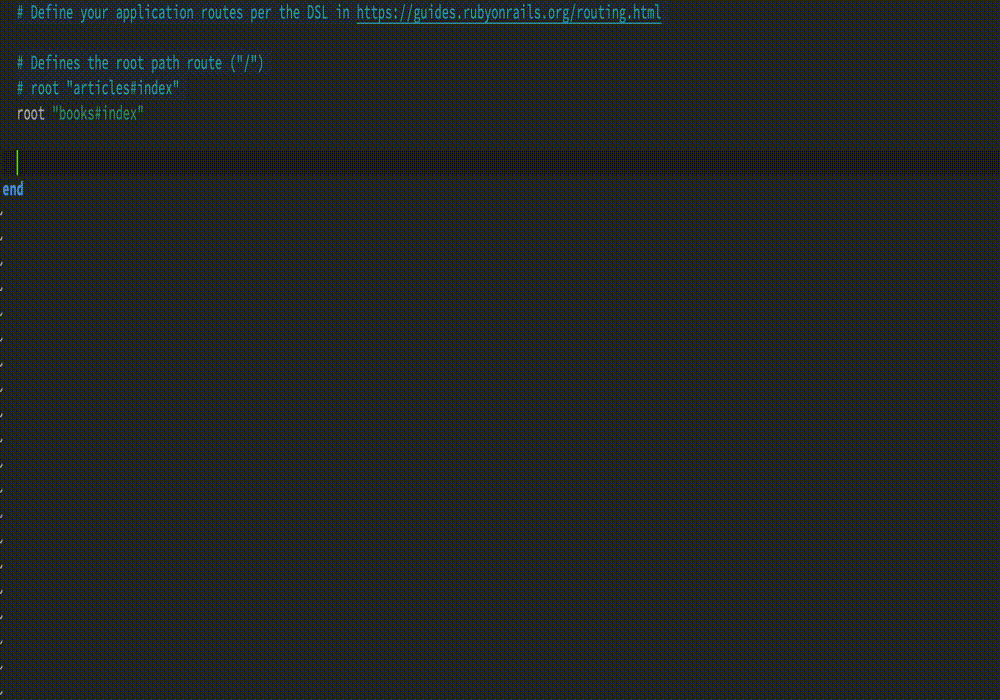 # Define your application routes per the DSL in https://guides.rubyonrails.org/routing.html
# Defines the root path route ("/")
# root "articles#index"
root "books#index"
end